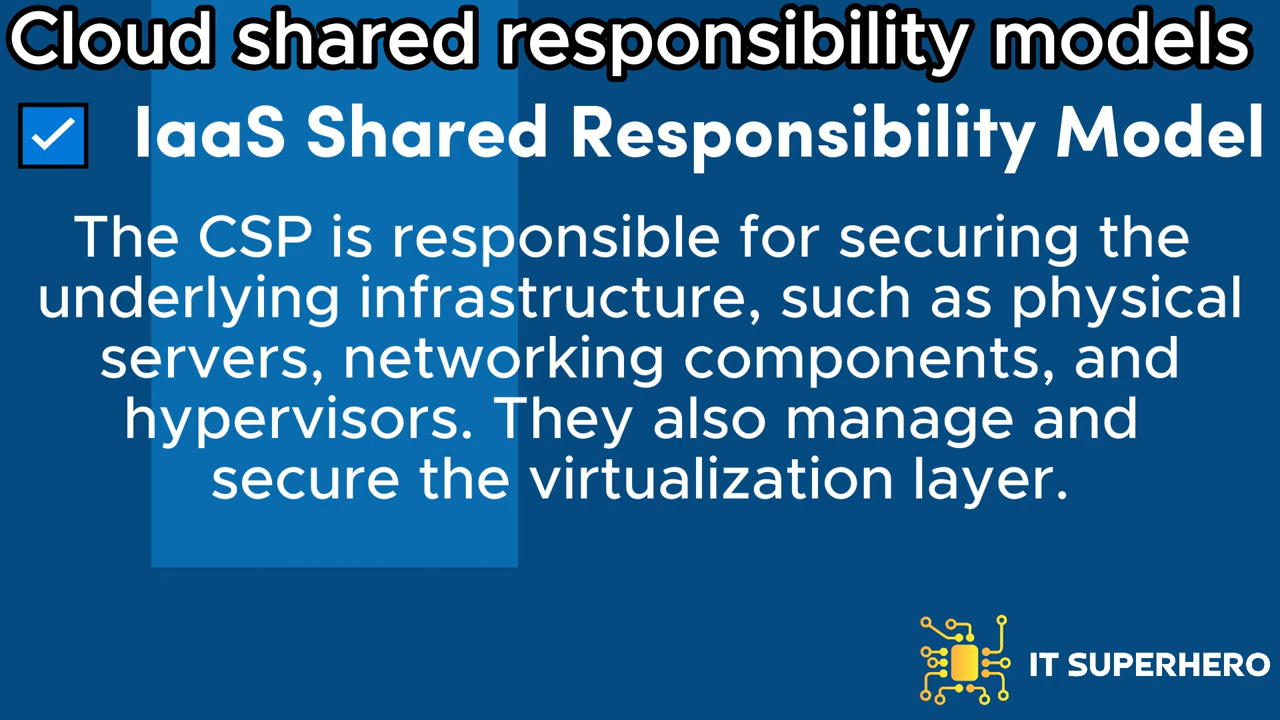 Cloud shared responsibility models
IaaS Shared Responsibility Model
The CSP is responsible for securing the
underlying infrastructure, such as physical
servers, networking components, and
hypervisors. They also manage and
secure the virtualization layer.
IT SUPERHERO